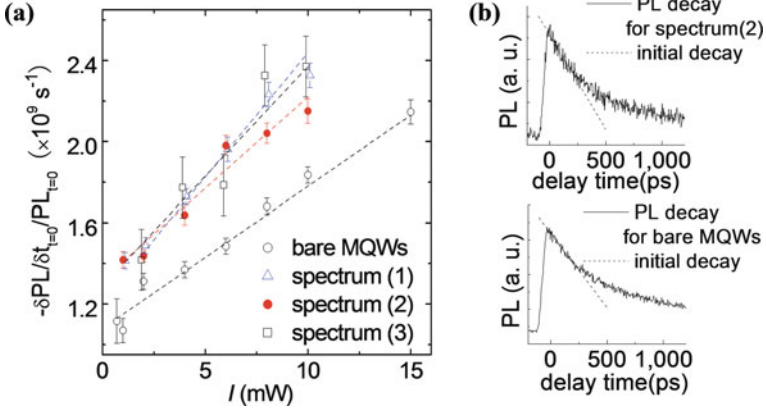 (a)
-δPL/δt_{t=0}/PL_{t=0} (×10⁹ s⁻¹)
2.4
2.0
1.6
1.2
0
5
10
15
I (mW)
bare MQWs
spectrum (1)
spectrum (2)
spectrum (3)
(b)
PL decay
for spectrum(2)
initial decay
PL (a. u.)
0 500 1,000
delay time(ps)
PL decay
for bare MQWs
initial decay
PL (a. u.)
0 500 1,000
delay time(ps)